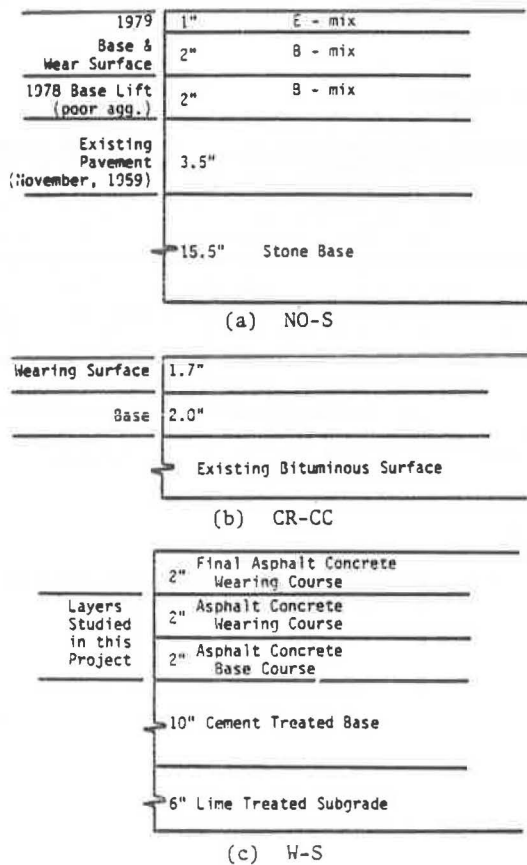 1979 1" E - mix
Base &
Wear Surface 2" B - mix
1978 Base Lift
(poor agg.) 2" B - mix
Existing
Pavement 3.5"
(November, 1959)
15.5" Stone Base
(a) NO-S
Wearing Surface 1.7"
Base 2.0"
Existing Bituminous Surface
(b) CR-CC
2" Final Asphalt Concrete
Wearing Course
Layers
Studied
in this
Project
2" Asphalt Concrete
Wearing Course
2" Asphalt Concrete
Base Course
10" Cement Treated Base
6" Lime Treated Subgrade
(c) W-S